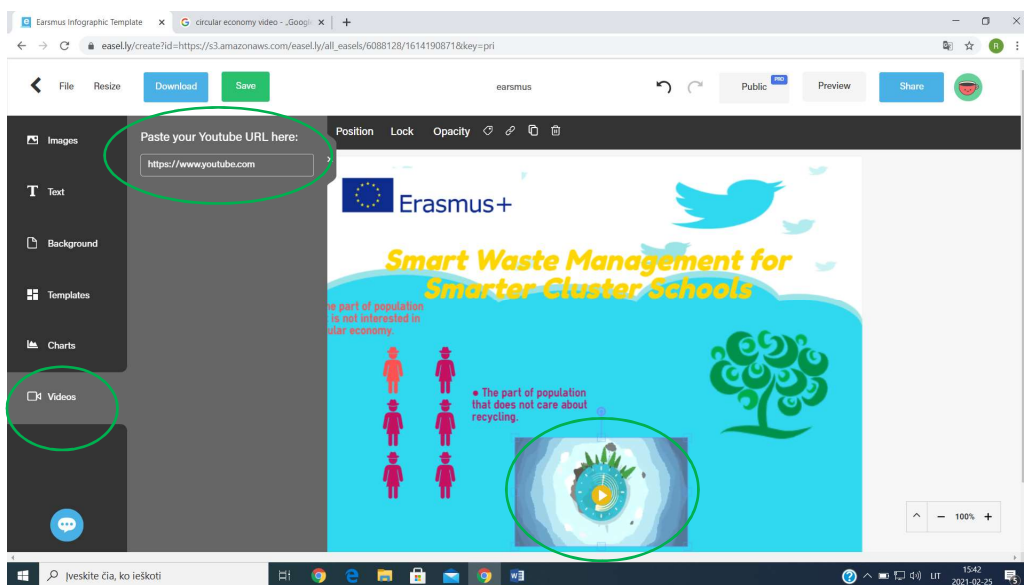 Earsmus Infographic Template
circular economy video - „Googl
easel.ly/create?id=https://s3.amazonaws.com/easel.ly/all_easels/6088128/1614190871&key=pri
R
File Resize Download Save earsmus Public PRO Preview Share
Images
Text
Background
Templates
Charts
Videos
Paste your Youtube URL here:
https://www.youtube.com
Position Lock Opacity
Erasmus+
Smart Waste Management for
Smarter Cluster Schools
he part of population
is not interested in
ular economy.
• The part of population
that does not care about
recycling.
100%
Įveskite čia, ko ieškoti
LIT
15:42
2021-02-25